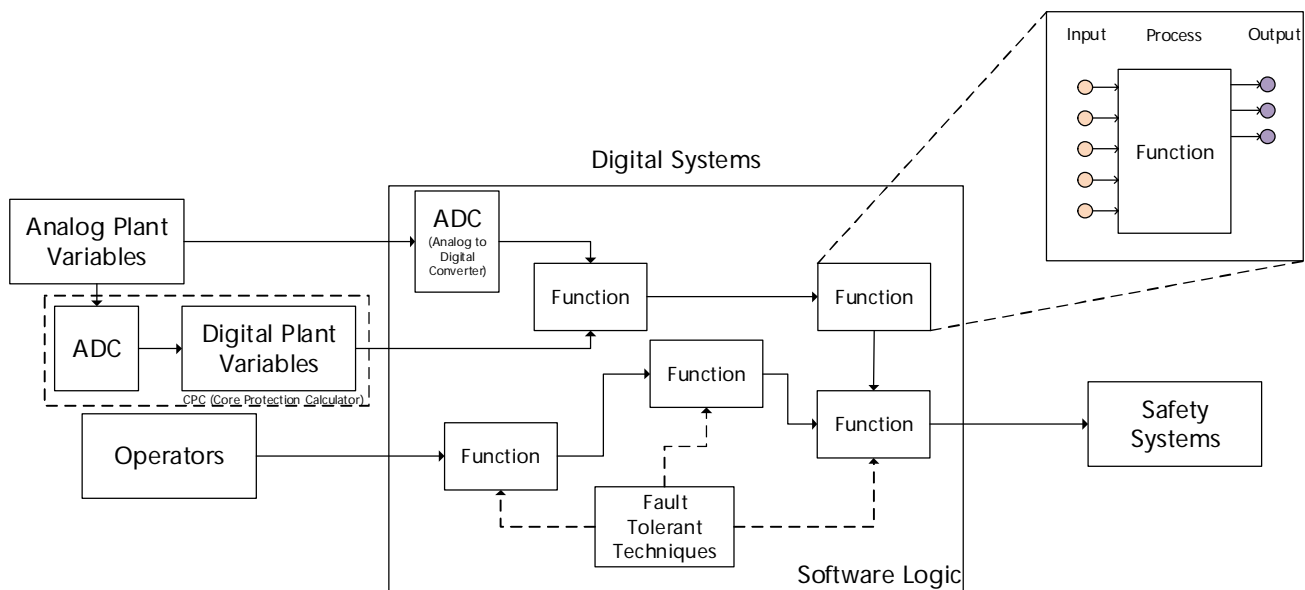 Input Process Output
Function
Digital Systems
Analog Plant
Variables
ADC
(Analog to
Digital
Converter)
Function
Function
ADC
Digital Plant
Variables
CPC (Core Protection Calculator)
Function
Operators
Function
Function
Safety
Systems
Fault
Tolerant
Techniques
Software Logic